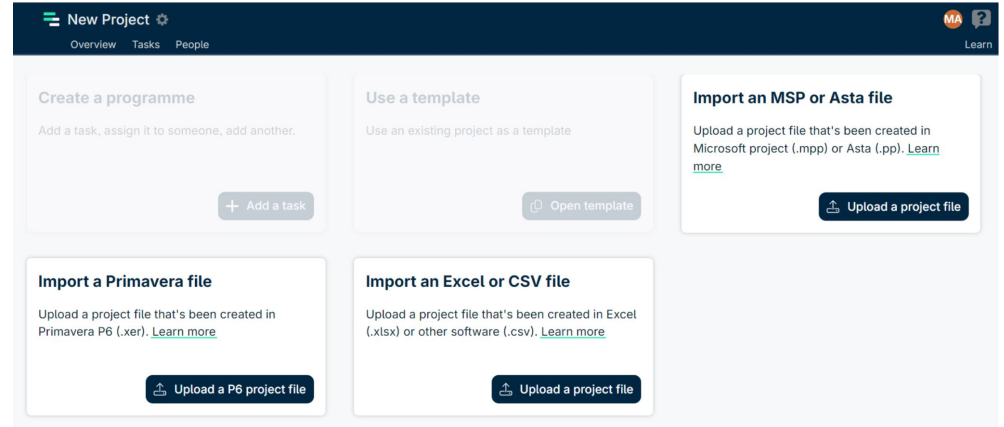 New Project
MA
?
Overview Tasks People
Learn
Create a programme
Add a task, assign it to someone, add another.
+ Add a task
Use a template
Use an existing project as a template
Open template
Import an MSP or Asta file
Upload a project file that's been created in
Microsoft project (.mpp) or Asta (.pp). Learn
more
Upload a project file
Import a Primavera file
Upload a project file that's been created in
Primavera P6 (.xer). Learn more
Upload a P6 project file
Import an Excel or CSV file
Upload a project file that's been created in Excel
(.xlsx) or other software (.csv). Learn more
Upload a project file